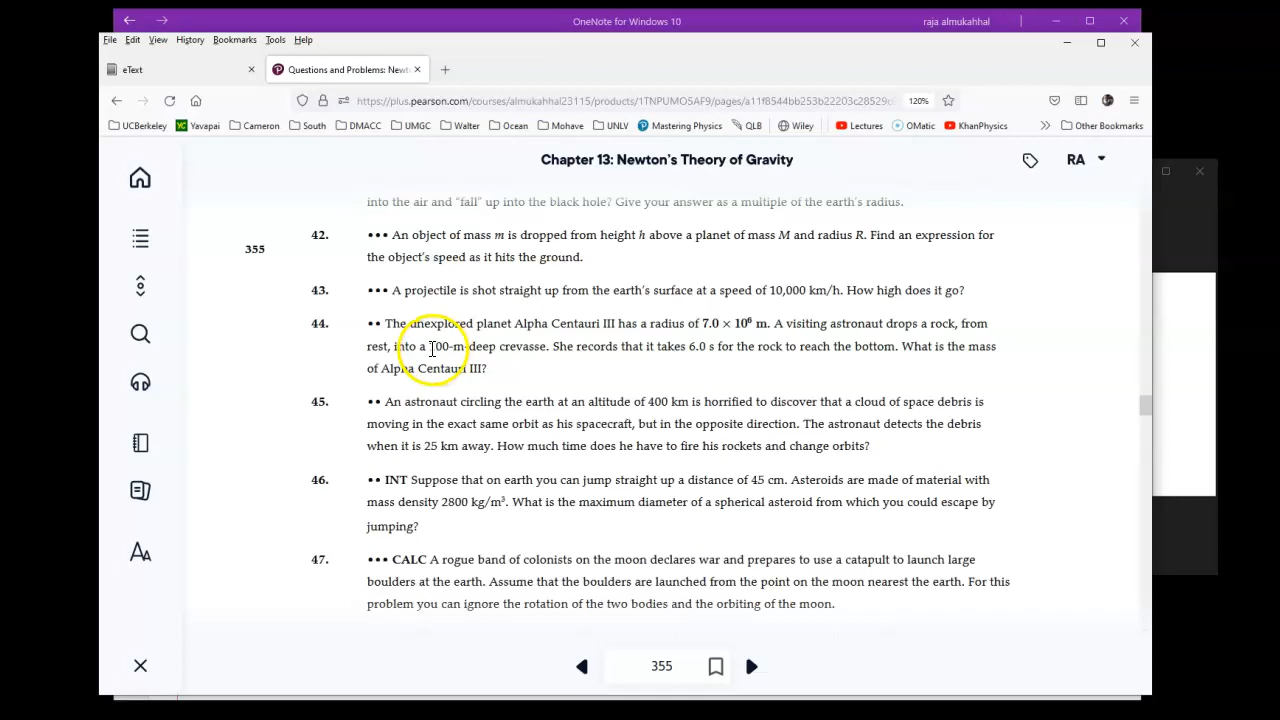 OneNote for Windows 10
raja almukahhal
File Edit View History Bookmarks Tools Help
eText
Questions and Problems: Newt
https://plus.pearson.com/courses/almukahhal23115/products/1TNPUMO5AF9/pages/a11f8544bb253b22203c28529d
120%
UCBerkeley Yavapai Cameron South DMACC UMGC Walter Ocean Mohave UNLV Mastering Physics QLB Wiley Lectures OMatic KhanPhysics Other Bookmarks
Chapter 13: Newton's Theory of Gravity
RA
into the air and “fall” up into the black hole? Give your answer as a multiple of the earth's radius.
355
42. ••• An object of mass m is dropped from height h above a planet of mass M and radius R. Find an expression for
the object's speed as it hits the ground.
43. ••• A projectile is shot straight up from the earth's surface at a speed of 10,000 km/h. How high does it go?
44. •• The unexplored planet Alpha Centauri III has a radius of 7.0 × 10⁶ m. A visiting astronaut drops a rock, from
rest, into a 100-m-deep crevasse. She records that it takes 6.0 s for the rock to reach the bottom. What is the mass
of Alpha Centauri III?
45. •• An astronaut circling the earth at an altitude of 400 km is horrified to discover that a cloud of space debris is
moving in the exact same orbit as his spacecraft, but in the opposite direction. The astronaut detects the debris
when it is 25 km away. How much time does he have to fire his rockets and change orbits?
46. •• INT Suppose that on earth you can jump straight up a distance of 45 cm. Asteroids are made of material with
mass density 2800 kg/m³. What is the maximum diameter of a spherical asteroid from which you could escape by
jumping?
47. ••• CALC A rogue band of colonists on the moon declares war and prepares to use a catapult to launch large
boulders at the earth. Assume that the boulders are launched from the point on the moon nearest the earth. For this
problem you can ignore the rotation of the two bodies and the orbiting of the moon.
355